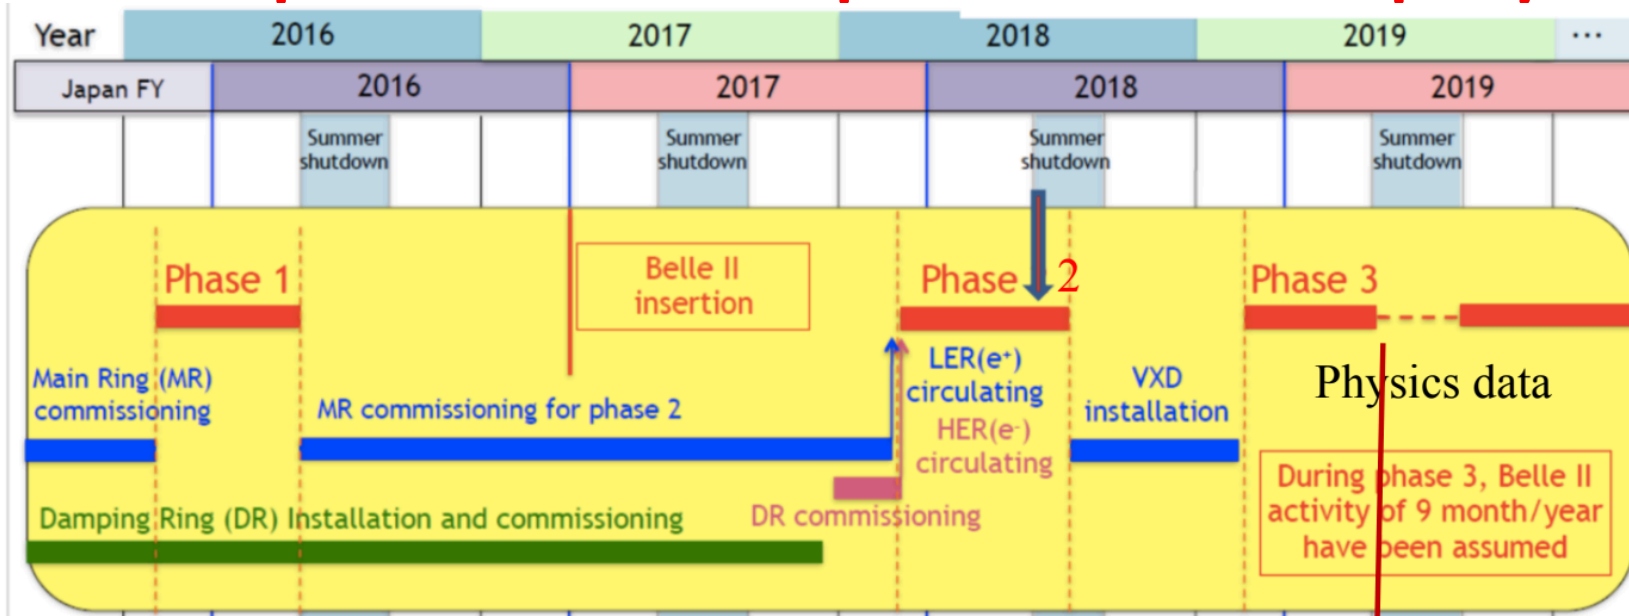 Year 2016 2017 2018 2019 ...
Japan FY 2016 2017 2018 2019
Summer shutdown
Summer shutdown
Summer shutdown
Summer shutdown
Phase 1
Belle II
insertion
Phase 2
Phase 3
Main Ring (MR)
commissioning
MR commissioning for phase 2
LER(e⁺)
circulating
HER(e⁻)
circulating
VXD
installation
Physics data
Damping Ring (DR) Installation and commissioning
DR commissioning
During phase 3, Belle II
activity of 9 month/year
have been assumed